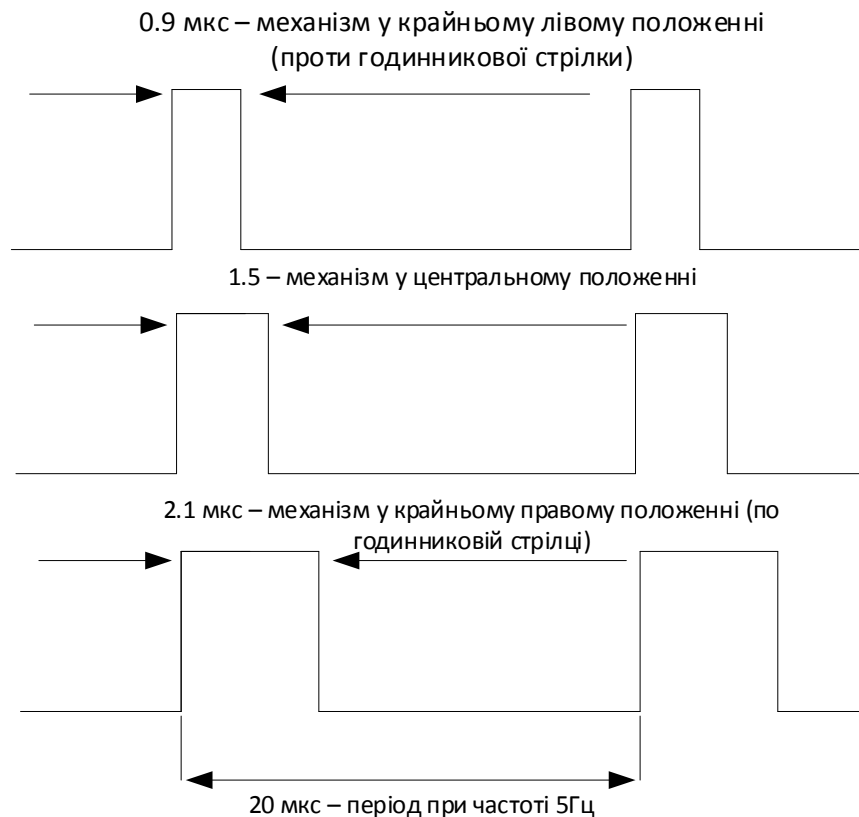 0.9 мкс – механізм у крайньому лівому положенні
(проти годинникової стрілки)
1.5 – механізм у центральному положенні
2.1 мкс – механізм у крайньому правому положенні (по
годинниковій стрілці)
20 мкс – період при частоті 5Гц